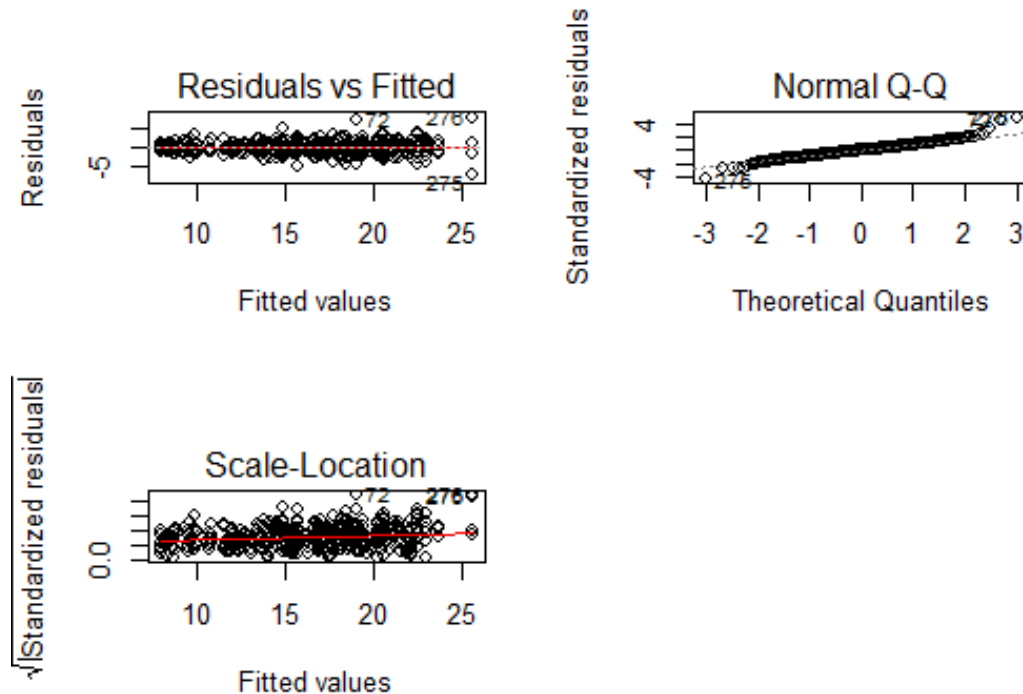 Residuals vs Fitted
Residuals
-5
72
276
275
10 15 20 25
Fitted values
Normal Q-Q
Standardized residuals
4
-4
276
-3 -2 -1 0 1 2 3
Theoretical Quantiles
Scale-Location
√|Standardized residuals|
0.0
72
10 15 20 25
Fitted values